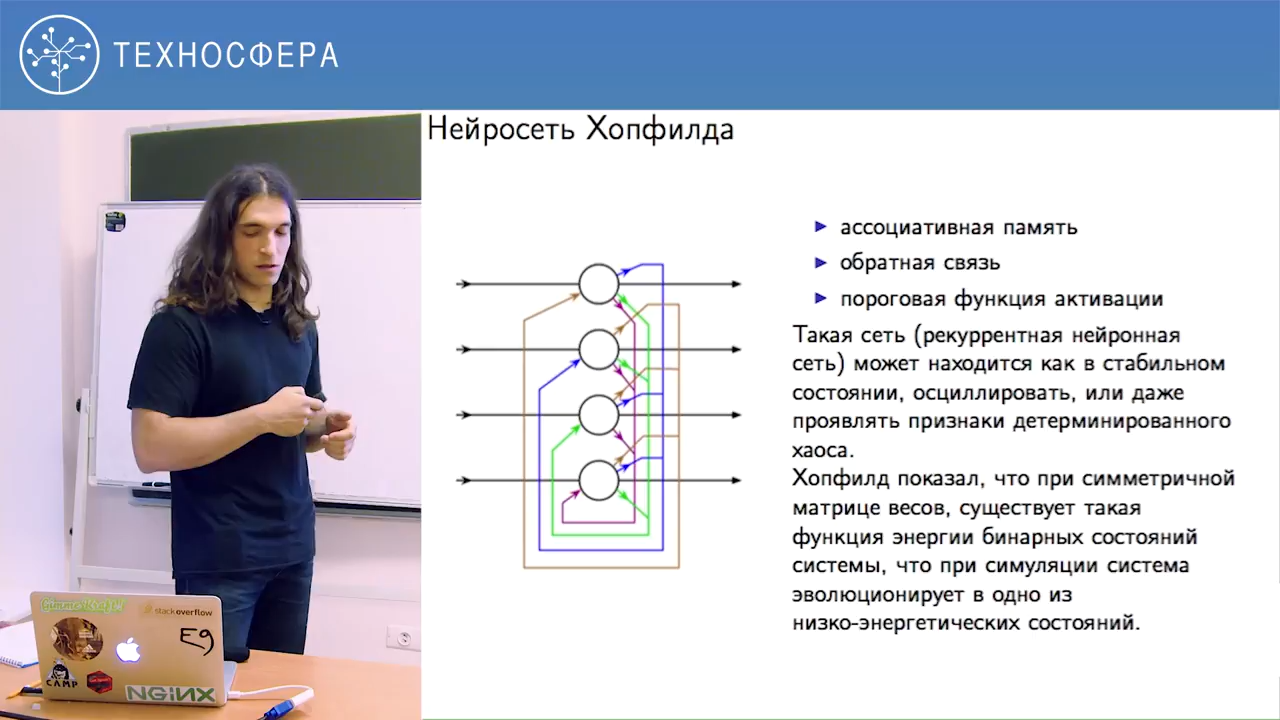 ТЕХНОСФЕРА
Нейросеть Хопфилда
ассоциативная память
обратная связь
пороговая функция активации
Такая сеть (рекуррентная нейронная
сеть) может находится как в стабильном
состоянии, осциллировать, или даже
проявлять признаки детерминированного
хаоса.
Хопфилд показал, что при симметричной
матрице весов, существует такая
функция энергии бинарных состояний
системы, что при симуляции система
эволюционирует в одно из
низко-энергетических состояний.
stackoverflow
E9
CAMP
NGINX